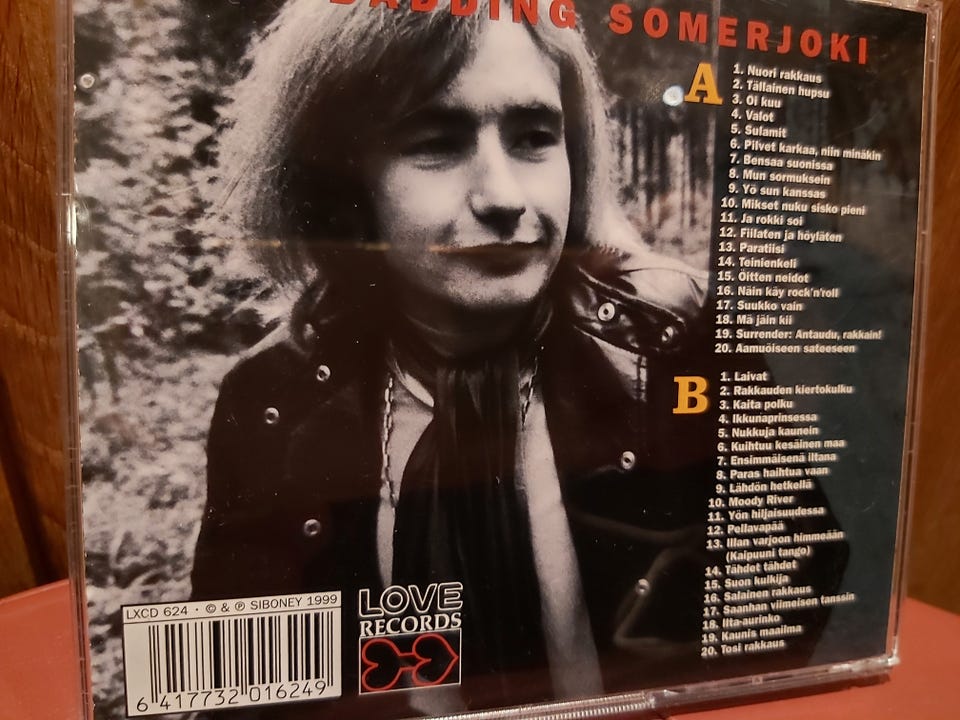 DADDING SOMERJOKI
A
1. Nuori rakkaus
2. Tällainen hupsu
3. Oi kuu
4. Valot
5. Sulamit
6. Pilvet karkaa, niin minäkin
7. Bensaa suonissa
8. Mun sormuksein
9. Yö sun kanssas
10. Mikset nuku sisko pieni
11. Ja rokki soi
12. Fiilaten ja höyläten
13. Paratiisi
14. Teinienkeli
15. Öitten neidot
16. Näin käy rock'n'roll
17. Suukko vain
18. Mä jäin kii
19. Surrender: Antaudu, rakkain!
20. Aamuöiseen sateeseen
B
1. Laivat
2. Rakkauden kiertokulku
3. Kaita polku
4. Ikkunaprinsessa
5. Nukkuja kaunein
6. Kuihtuu kesäinen maa
7. Ensimmäisenä iltana
8. Paras haihtua vaan
9. Lähdön hetkellä
10. Moody River
11. Yön hiljaisuudessa
12. Pellavapää
13. Illan varjoon himmeään
(Kaipuuni tango)
14. Tähdet tähdet
15. Suon kulkija
16. Salainen rakkaus
17. Saanhan viimeisen tanssin
18. Ilta-aurinko
19. Kaunis maailma
20. Tosi rakkaus
LXCD 624 · © & ℗ SIBONEY 1999
6 417732 016249
LOVE
RECORDS